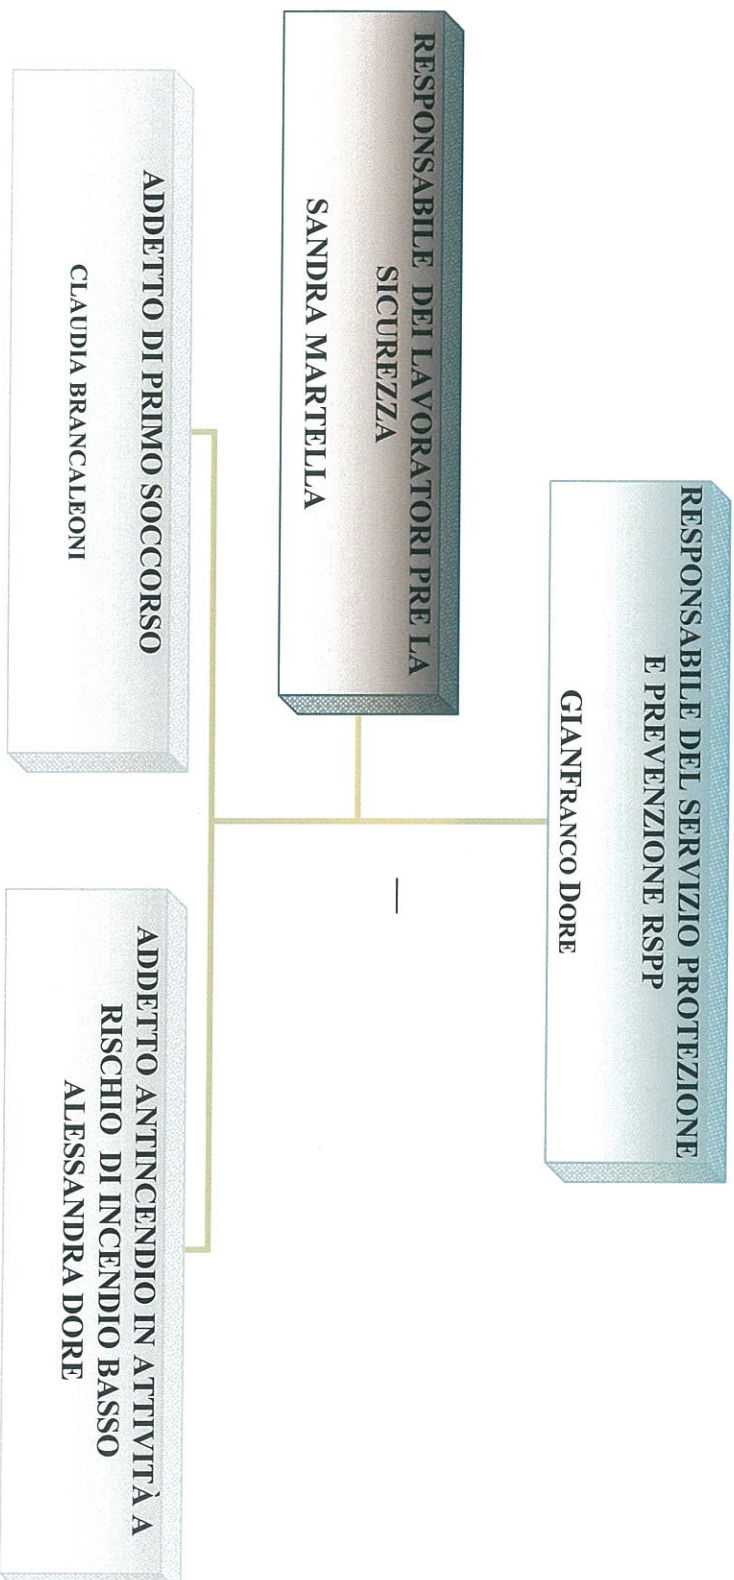 RESPONSABILE DEL SERVIZIO PROTEZIONE
E PREVENZIONE RSPP
GIANFRANCO DORE
RESPONSABILE DEI LAVORATORI PRE LA
SICUREZZA
SANDRA MARTELLA
ADDETTO DI PRIMO SOCCORSO
CLAUDIA BRANCALEONI
ADDETTO ANTINCENDIO IN ATTIVITÀ A
RISCHIO DI INCENDIO BASSO
ALESSANDRA DORE